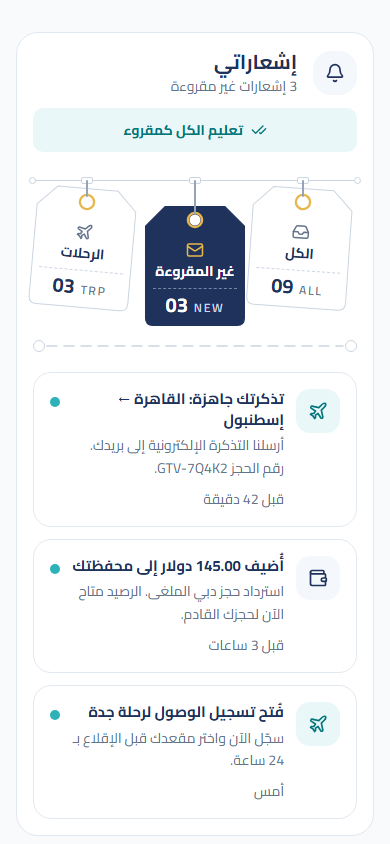 إشعاراتي
3 إشعارات غير مقروءة
تعليم الكل كمقروء
الكل
09 ALL
غير المقروءة
03 NEW
الرحلات
03 TRP
تذكرتك جاهزة: القاهرة ←
إسطنبول
أرسلنا التذكرة الإلكترونية إلى بريدك.
رقم الحجز GTV-7Q4K2.
قبل 42 دقيقة
أُضيف 145.00 دولار إلى محفظتك
استرداد حجز دبي الملغى. الرصيد متاح
الآن لحجزك القادم.
قبل 3 ساعات
فُتح تسجيل الوصول لرحلة جدة
سجّل الآن واختر مقعدك قبل الإقلاع بـ
24 ساعة.
أمس